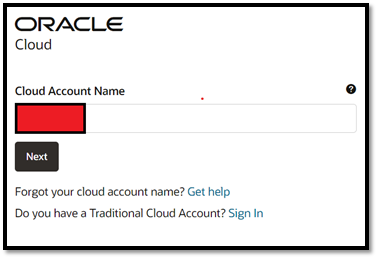 ORACLE
Cloud
Cloud Account Name
?
Next
Forgot your cloud account name? Get help
Do you have a Traditional Cloud Account? Sign In